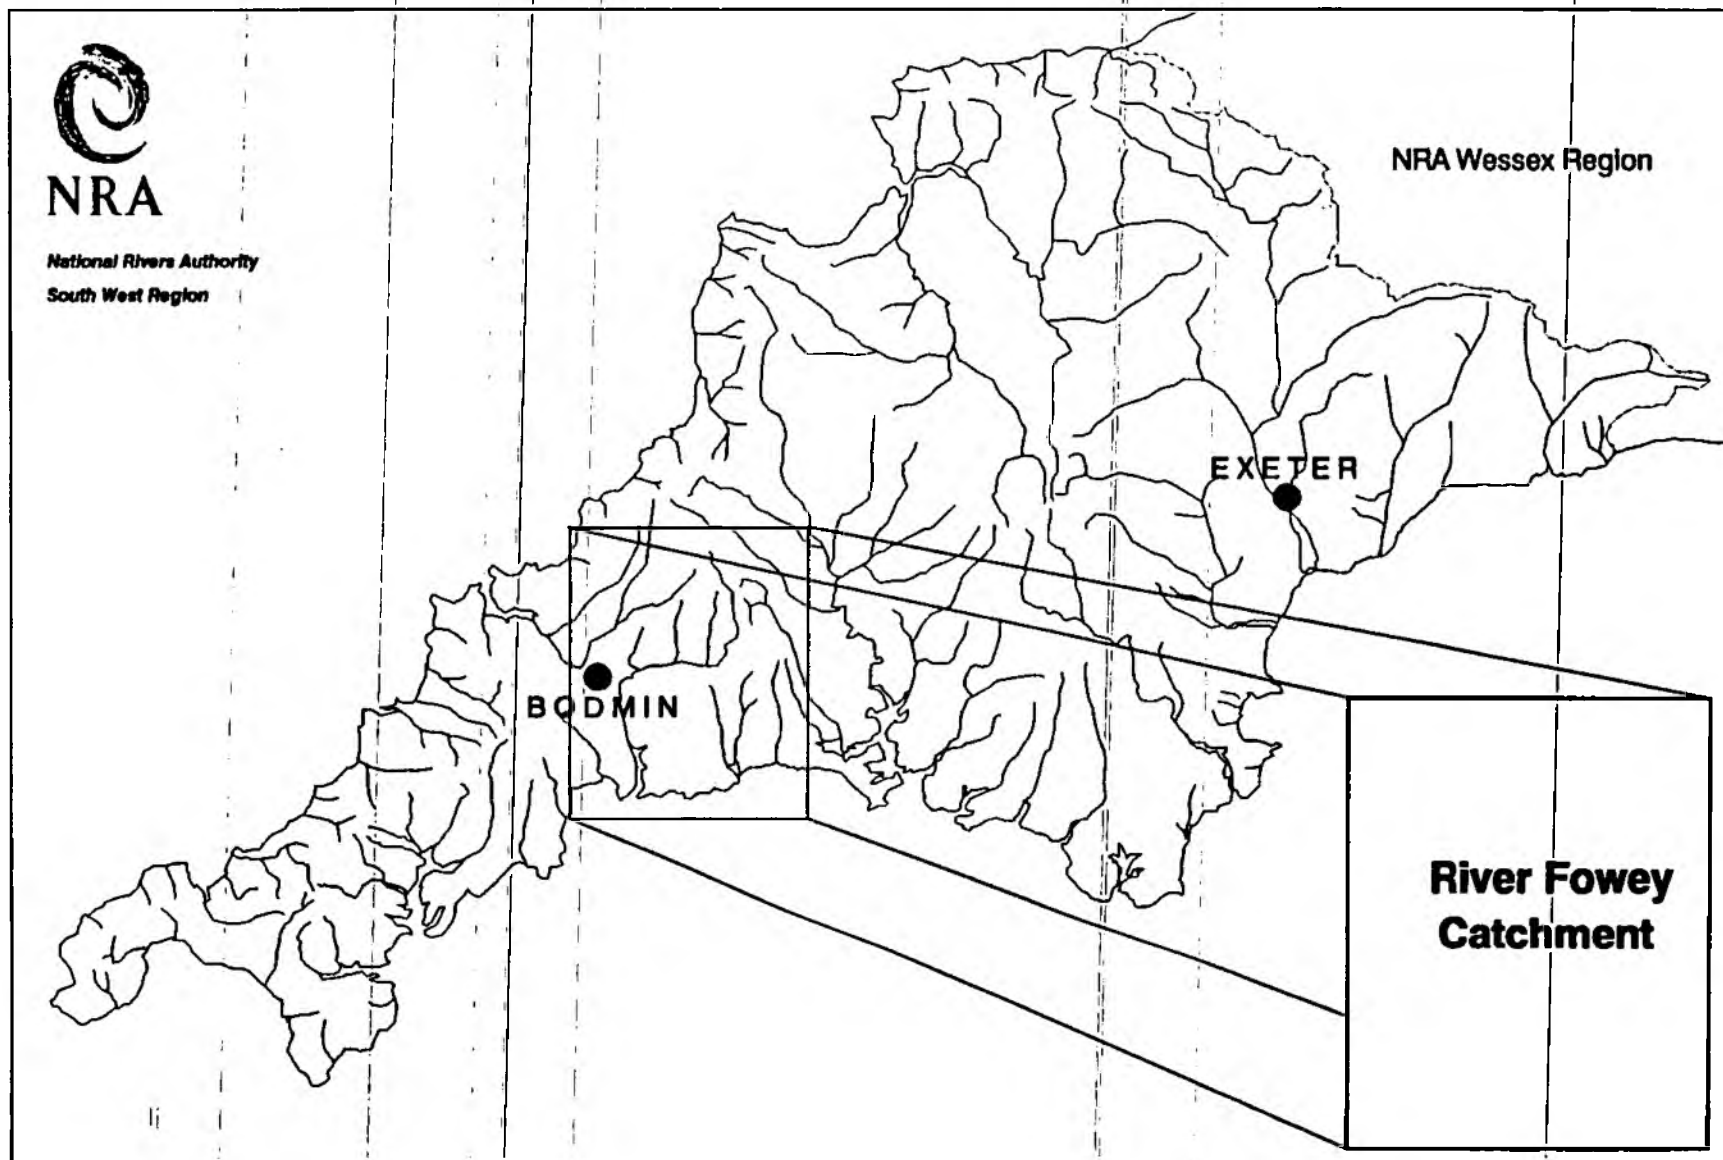 NRA
National Rivers Authority
South West Region
NRA Wessex Region
EXETER
BODMIN
River Fowey
Catchment